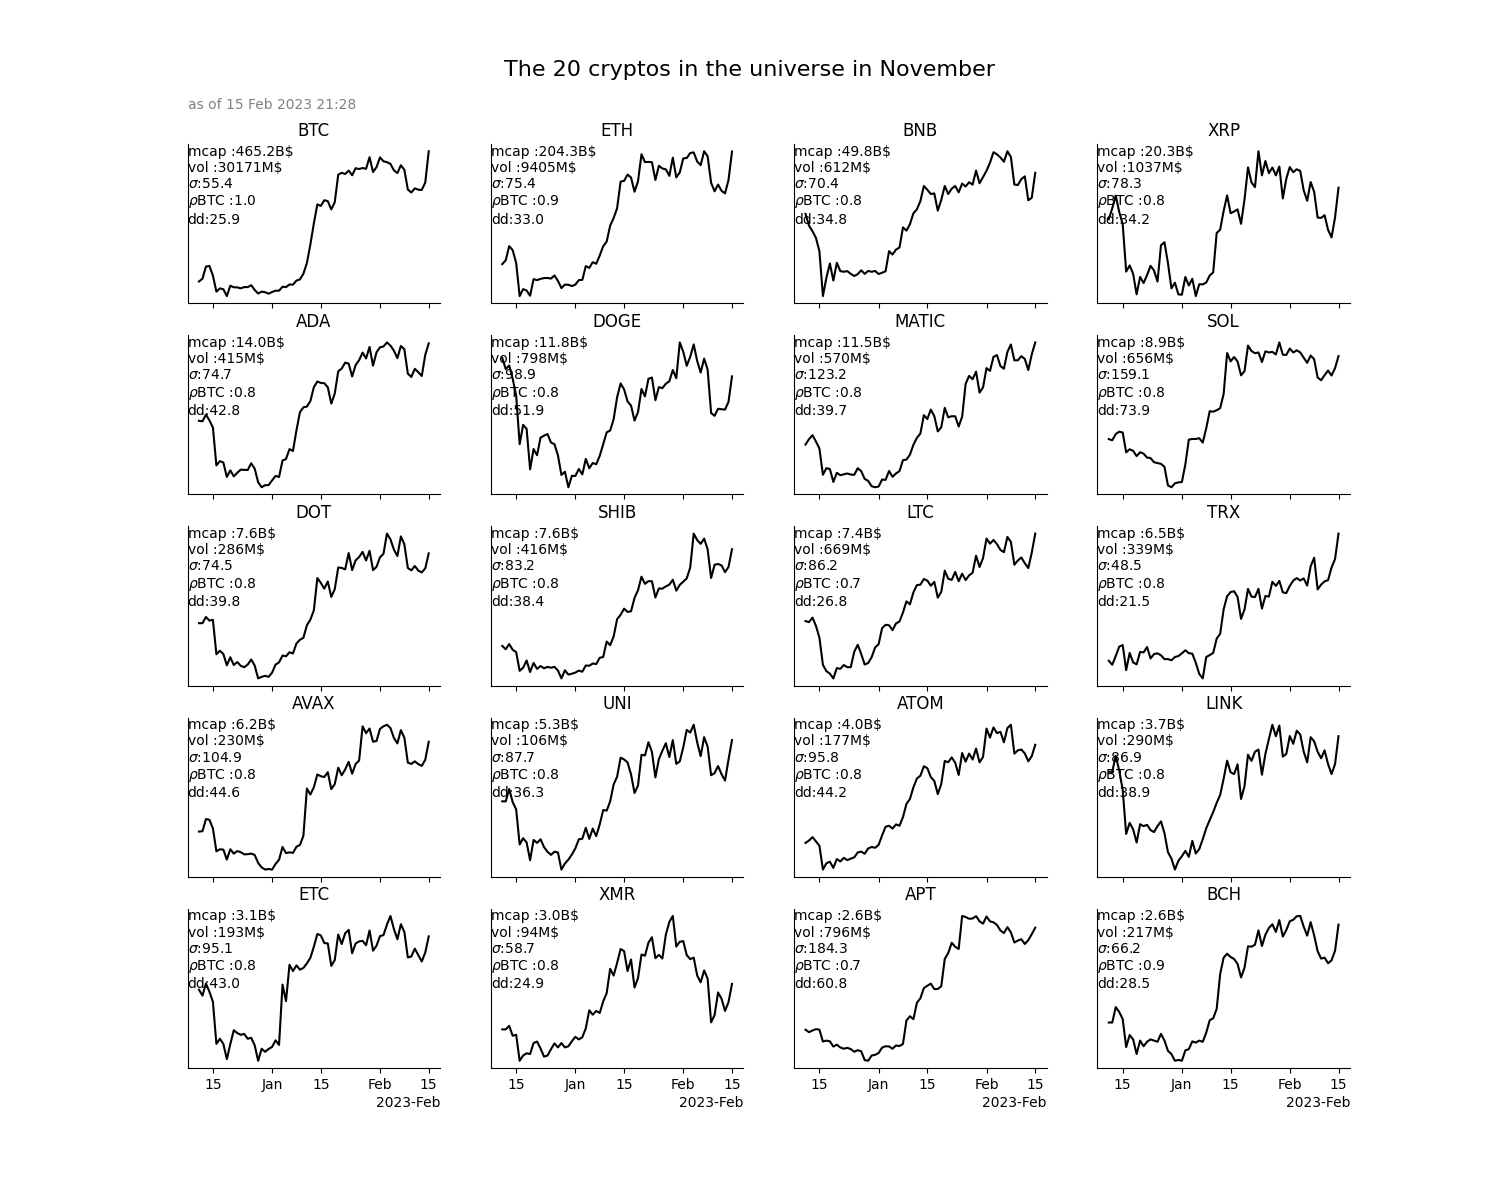 The 20 cryptos in the universe in November
as of 15 Feb 2023 21:28
BTC
mcap :465.2B$
vol :30171M$
σ:55.4
ρBTC :1.0
dd:25.9
ETH
mcap :204.3B$
vol :9405M$
σ:75.4
ρBTC :0.9
dd:33.0
BNB
mcap :49.8B$
vol :612M$
σ:70.4
ρBTC :0.8
dd:34.8
XRP
mcap :20.3B$
vol :1037M$
σ:78.3
ρBTC :0.8
dd:34.2
ADA
mcap :14.0B$
vol :415M$
σ:74.7
ρBTC :0.8
dd:42.8
DOGE
mcap :11.8B$
vol :798M$
σ:98.9
ρBTC :0.8
dd:51.9
MATIC
mcap :11.5B$
vol :570M$
σ:123.2
ρBTC :0.8
dd:39.7
SOL
mcap :8.9B$
vol :656M$
σ:159.1
ρBTC :0.8
dd:73.9
DOT
mcap :7.6B$
vol :286M$
σ:74.5
ρBTC :0.8
dd:39.8
SHIB
mcap :7.6B$
vol :416M$
σ:83.2
ρBTC :0.8
dd:38.4
LTC
mcap :7.4B$
vol :669M$
σ:86.2
ρBTC :0.7
dd:26.8
TRX
mcap :6.5B$
vol :339M$
σ:48.5
ρBTC :0.8
dd:21.5
AVAX
mcap :6.2B$
vol :230M$
σ:104.9
ρBTC :0.8
dd:44.6
UNI
mcap :5.3B$
vol :106M$
σ:87.7
ρBTC :0.8
dd:36.3
ATOM
mcap :4.0B$
vol :177M$
σ:95.8
ρBTC :0.8
dd:44.2
LINK
mcap :3.7B$
vol :290M$
σ:86.9
ρBTC :0.8
dd:38.9
ETC
mcap :3.1B$
vol :193M$
σ:95.1
ρBTC :0.8
dd:43.0
XMR
mcap :3.0B$
vol :94M$
σ:58.7
ρBTC :0.8
dd:24.9
APT
mcap :2.6B$
vol :796M$
σ:184.3
ρBTC :0.7
dd:60.8
BCH
mcap :2.6B$
vol :217M$
σ:66.2
ρBTC :0.9
dd:28.5
15 Jan 15 Feb 15
2023-Feb
15 Jan 15 Feb 15
2023-Feb
15 Jan 15 Feb 15
2023-Feb
15 Jan 15 Feb 15
2023-Feb